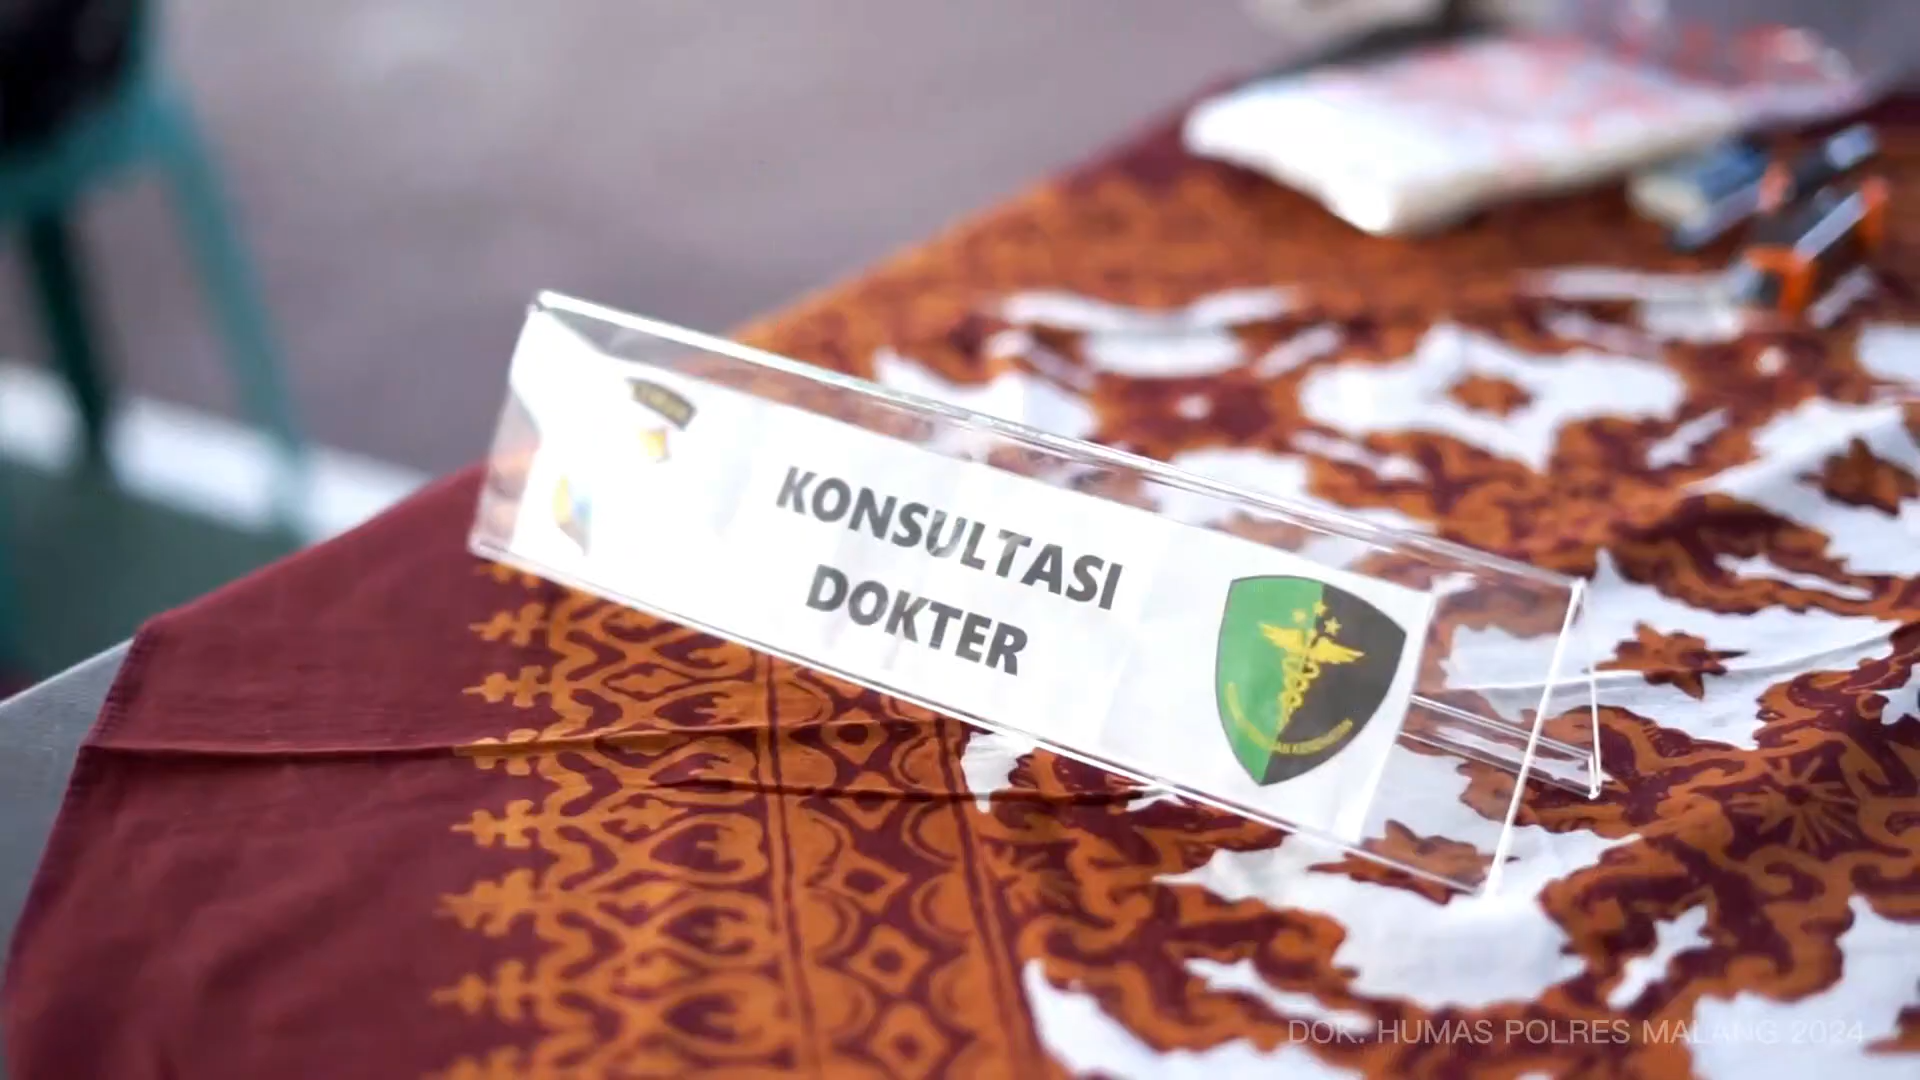 KONSULTASI
DOKTER
DOK. HUMAS POLRES MALANG 2024